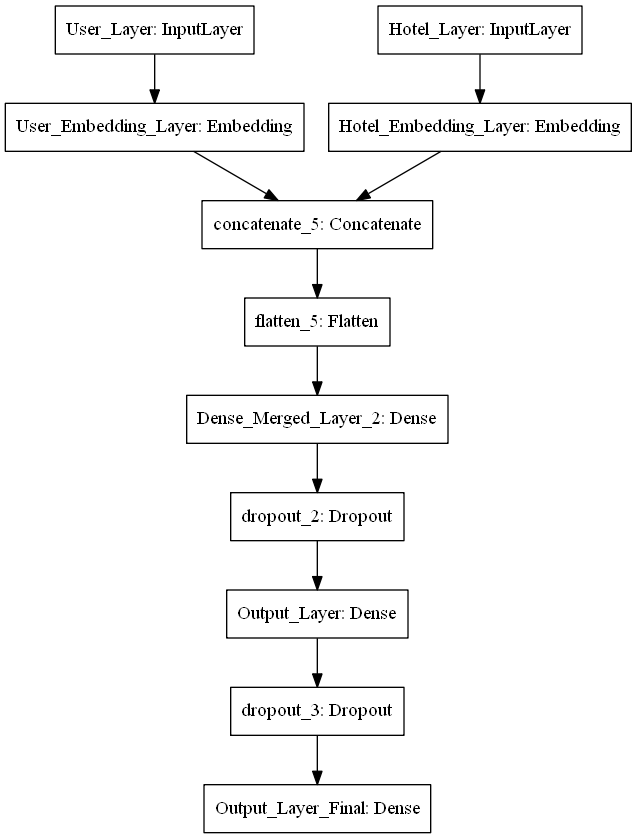 User_Layer: InputLayer
Hotel_Layer: InputLayer
User_Embedding_Layer: Embedding
Hotel_Embedding_Layer: Embedding
concatenate_5: Concatenate
flatten_5: Flatten
Dense_Merged_Layer_2: Dense
dropout_2: Dropout
Output_Layer: Dense
dropout_3: Dropout
Output_Layer_Final: Dense